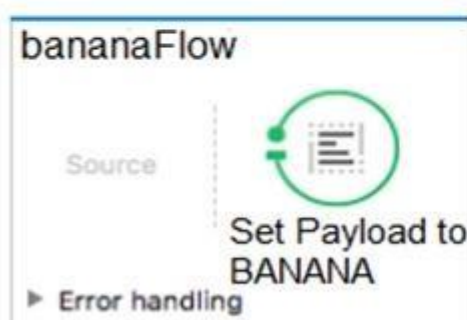 bananaFlow
Source
Set Payload to
BANANA
Error handling